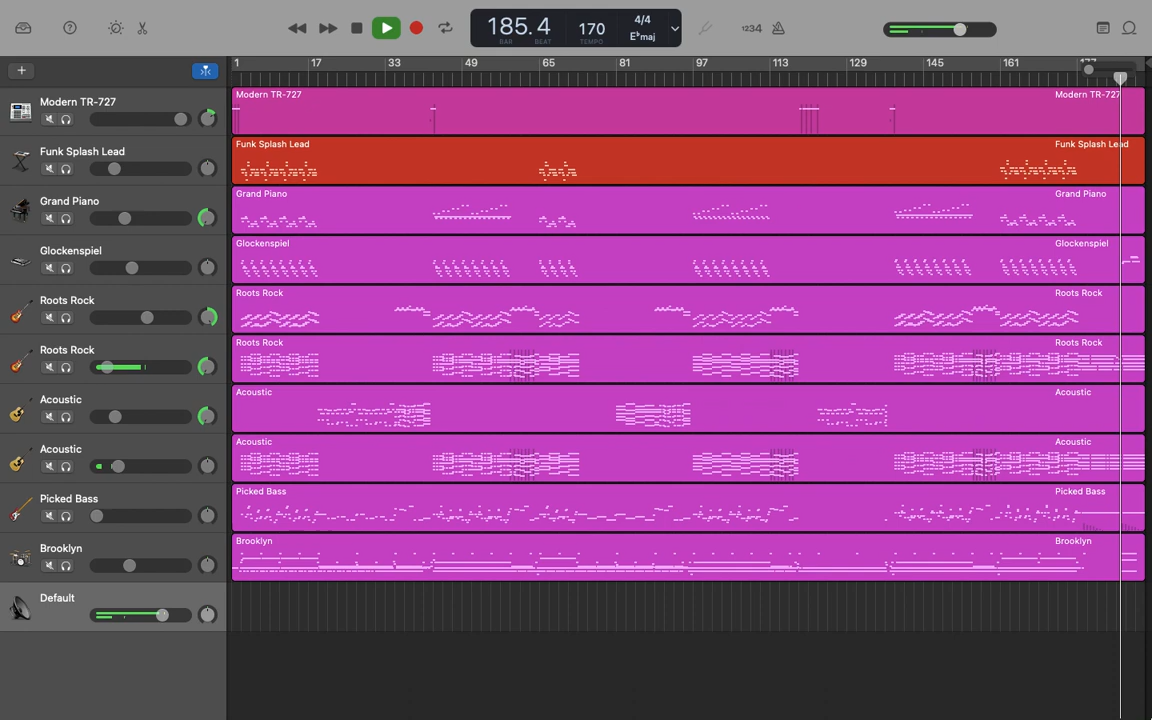 185.4
BAR BEAT
170
TEMPO
4/4
E♭maj
1234
1 17 33 49 65 81 97 113 129 145 161 177
Modern TR-727
Modern TR-727 Modern TR-727
Funk Splash Lead
Funk Splash Lead Funk Splash Lead
Grand Piano
Grand Piano Grand Piano
Glockenspiel
Glockenspiel Glockenspiel
Roots Rock
Roots Rock Roots Rock
Roots Rock
Roots Rock Roots Rock
Acoustic
Acoustic Acoustic
Acoustic
Acoustic Acoustic
Picked Bass
Picked Bass Picked Bass
Brooklyn
Brooklyn Brooklyn
Default